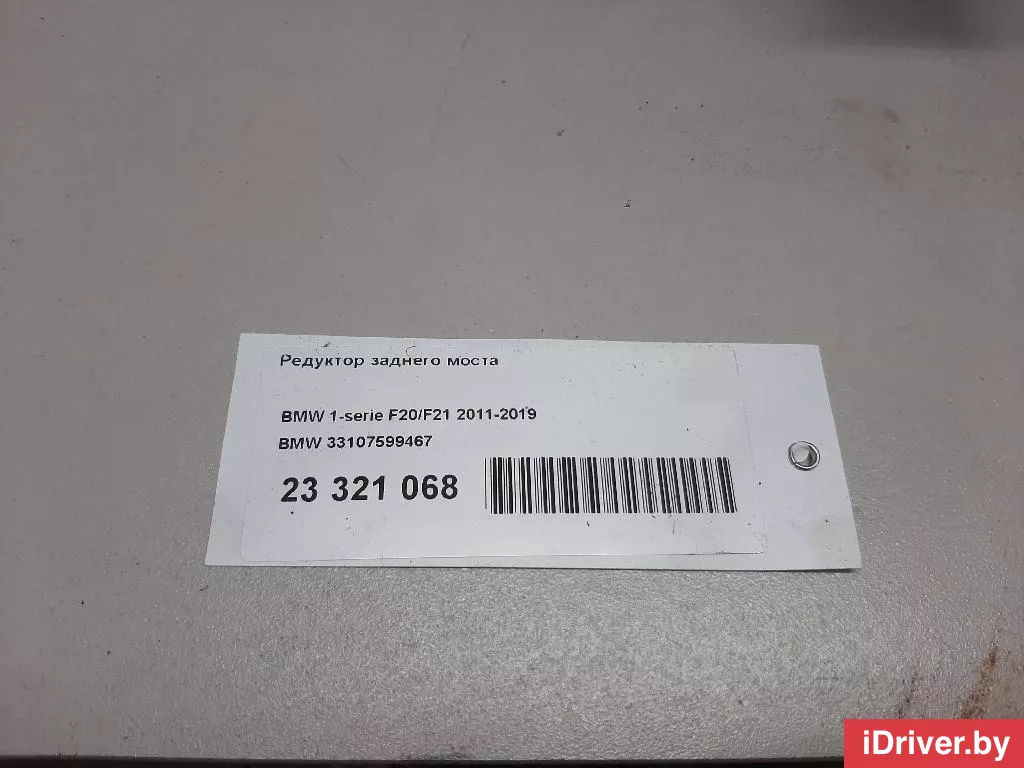 Редуктор заднего моста
BMW 1-serie F20/F21 2011-2019
BMW 33107599467
23 321 068
iDriver.by